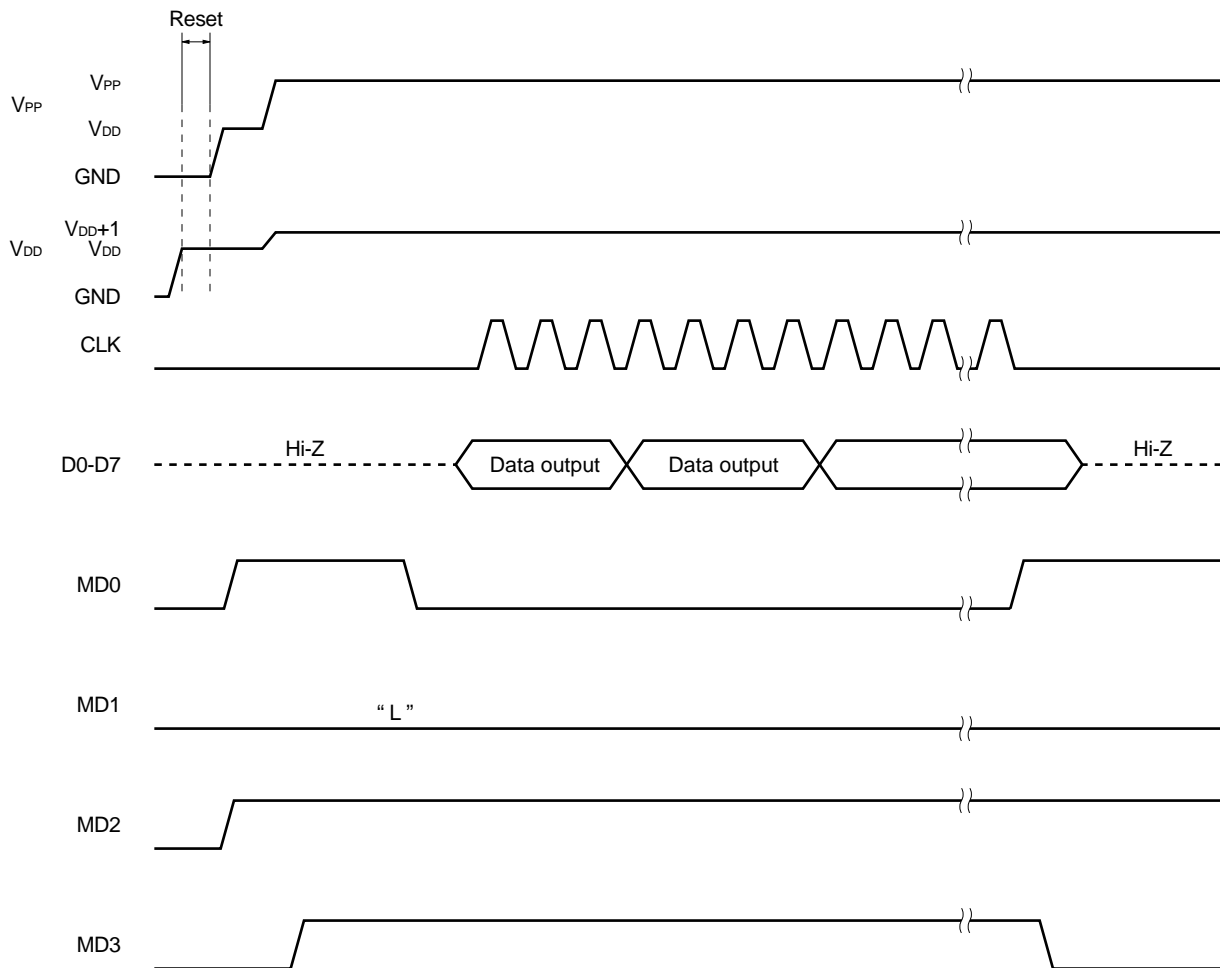 Reset
VPP
VPP
VDD
GND
VDD+1
VDD
VDD
GND
CLK
Hi-Z
Hi-Z
D0-D7
Data output
Data output
MD0
MD1
“ L ”
MD2
MD3